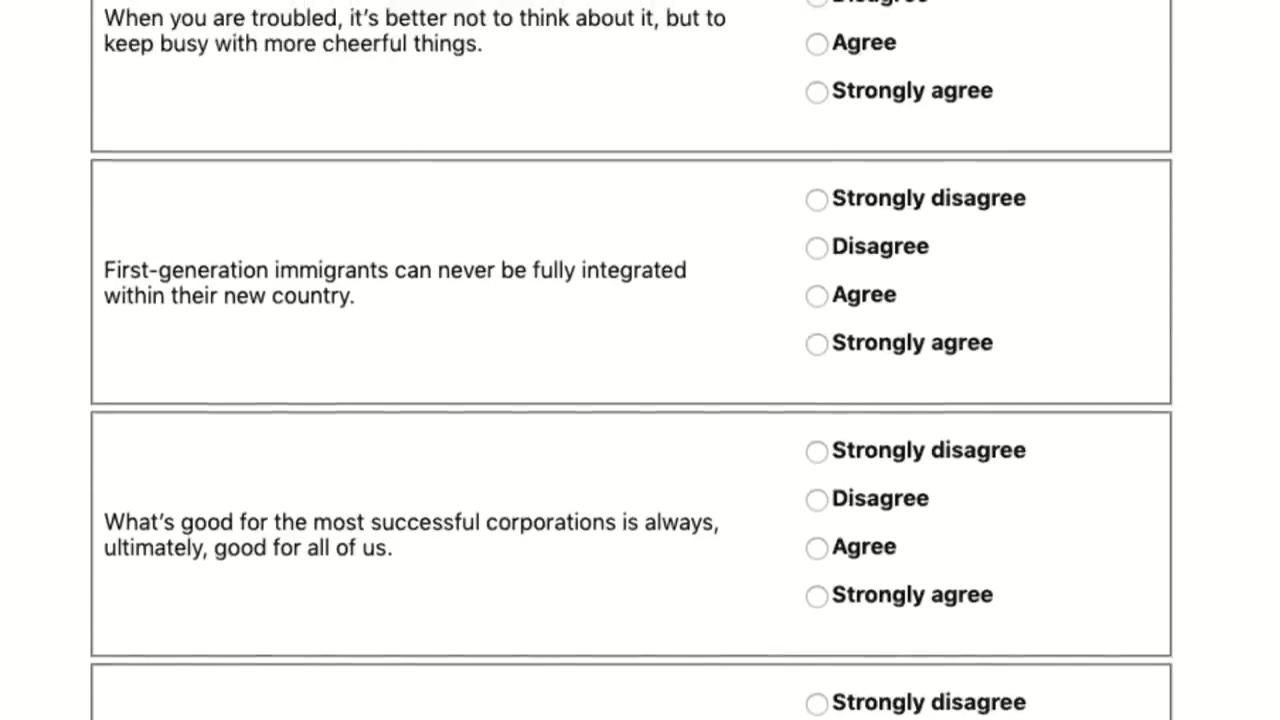 When you are troubled, it’s better not to think about it, but to
keep busy with more cheerful things.
Disagree
Agree
Strongly agree
First-generation immigrants can never be fully integrated
within their new country.
Strongly disagree
Disagree
Agree
Strongly agree
What’s good for the most successful corporations is always,
ultimately, good for all of us.
Strongly disagree
Disagree
Agree
Strongly agree
Strongly disagree